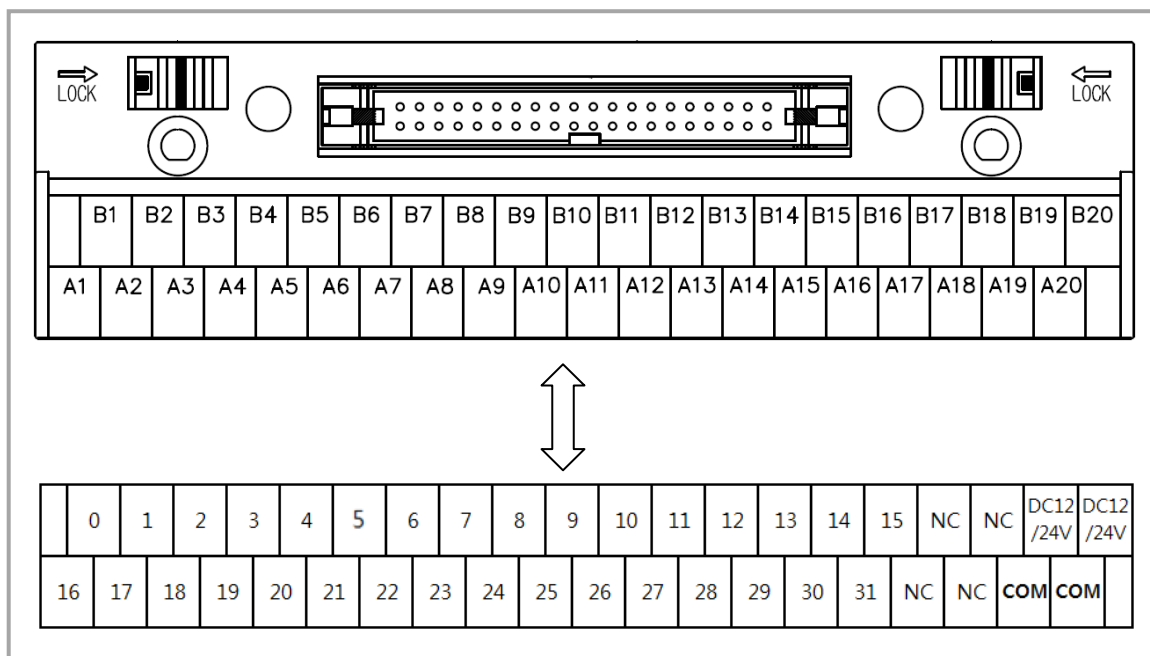 LOCK LOCK
B1 B2 B3 B4 B5 B6 B7 B8 B9 B10 B11 B12 B13 B14 B15 B16 B17 B18 B19 B20
A1 A2 A3 A4 A5 A6 A7 A8 A9 A10 A11 A12 A13 A14 A15 A16 A17 A18 A19 A20
0 1 2 3 4 5 6 7 8 9 10 11 12 13 14 15 NC NC DC12 DC12
/24V /24V
16 17 18 19 20 21 22 23 24 25 26 27 28 29 30 31 NC NC COM COM